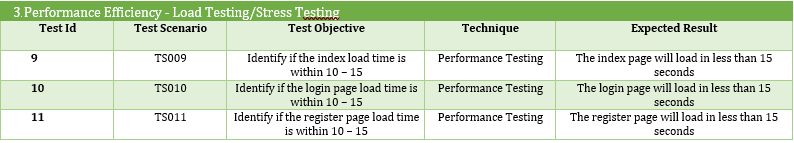 3 Performance Efficiency - Load Testing/Stress Testing
Test Id Test Scenario Test Objective Technique Expected Result
9 TS009 Identify if the index load time is within 10 – 15 Performance Testing The index page will load in less than 15 seconds
10 TS010 Identify if the login page load time is within 10 – 15 Performance Testing The login page will load in less than 15 seconds
11 TS011 Identify if the register page load time is within 10 – 15 Performance Testing The register page will load in less than 15 seconds